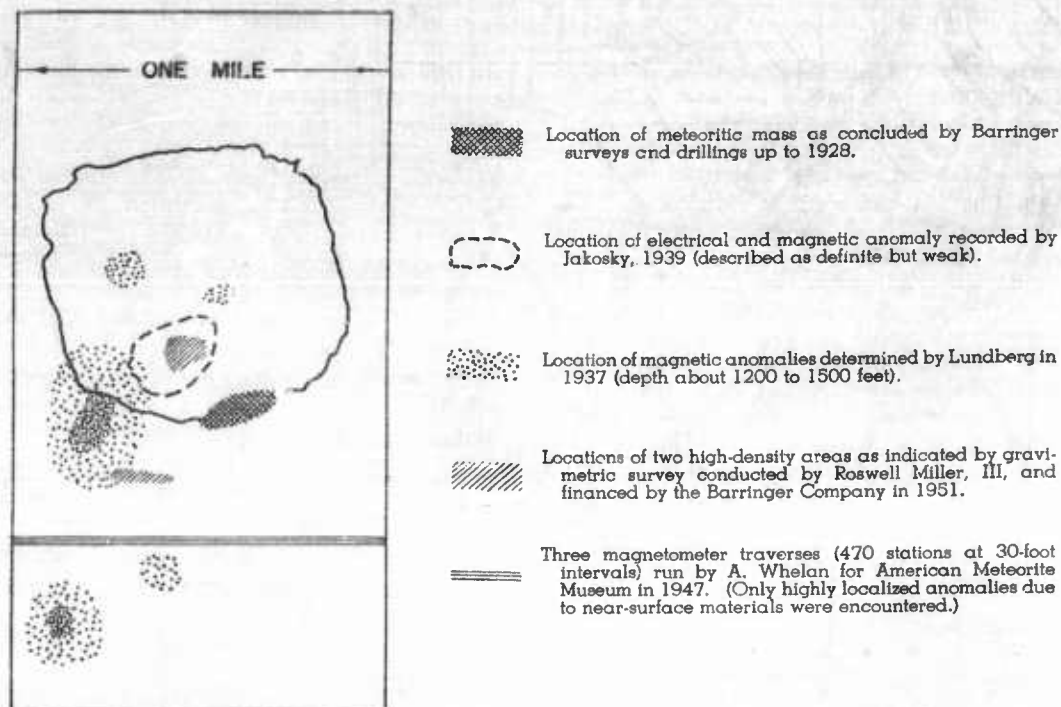 ONE MILE
Location of meteoritic mass as concluded by Barringer
surveys cnd drillings up to 1928.
Location of electrical and magnetic anomaly recorded by
Jakosky, 1939 (described as definite but weak).
Location of magnetic anomalies determined by Lundberg in
1937 (depth about 1200 to 1500 feet).
Locations of two high-density areas as indicated by gravi-
metric survey conducted by Roswell Miller, III, and
financed by the Barringer Company in 1951.
Three magnetometer traverses (470 stations at 30-foot
intervals) run by A. Whelan for American Meteorite
Museum in 1947. (Only highly localized anomalies due
to near-surface materials were encountered.)